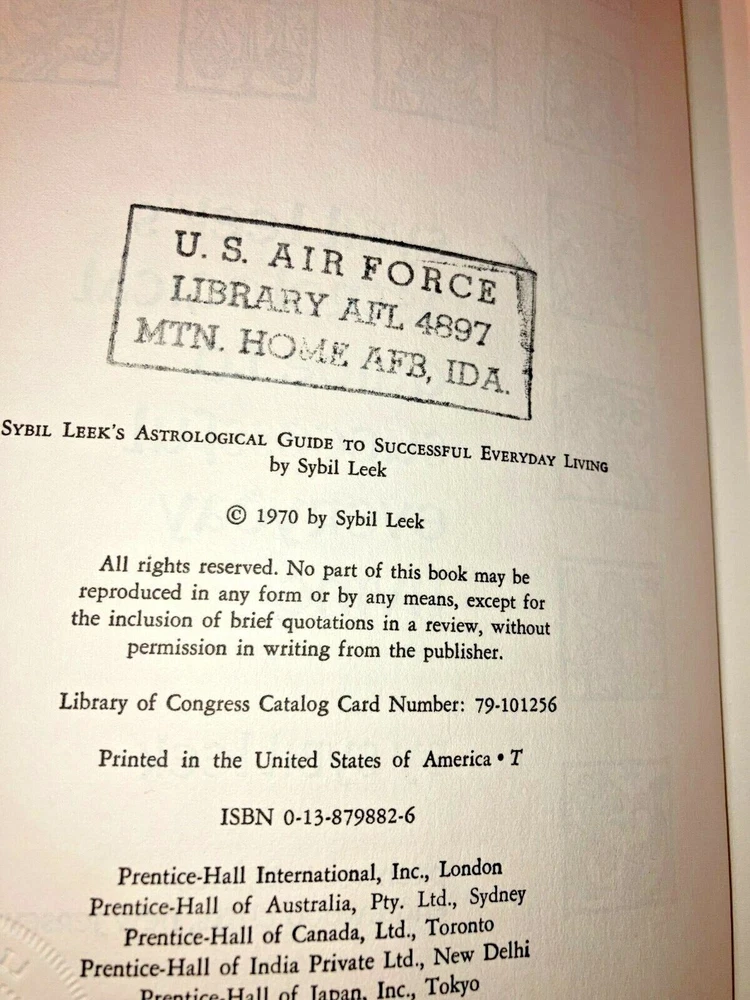 U. S. AIR FORCE
LIBRARY AFL 4897
MTN. HOME AFB, IDA.
SYBIL LEEK'S ASTROLOGICAL GUIDE TO SUCCESSFUL EVERYDAY LIVING
by Sybil Leek
© 1970 by Sybil Leek
All rights reserved. No part of this book may be
reproduced in any form or by any means, except for
the inclusion of brief quotations in a review, without
permission in writing from the publisher.
Library of Congress Catalog Card Number: 79-101256
Printed in the United States of America • T
ISBN 0-13-879882-6
Prentice-Hall International, Inc., London
Prentice-Hall of Australia, Pty. Ltd., Sydney
Prentice-Hall of Canada, Ltd., Toronto
Prentice-Hall of India Private Ltd., New Delhi
Prentice-Hall of Japan, Inc., Tokyo